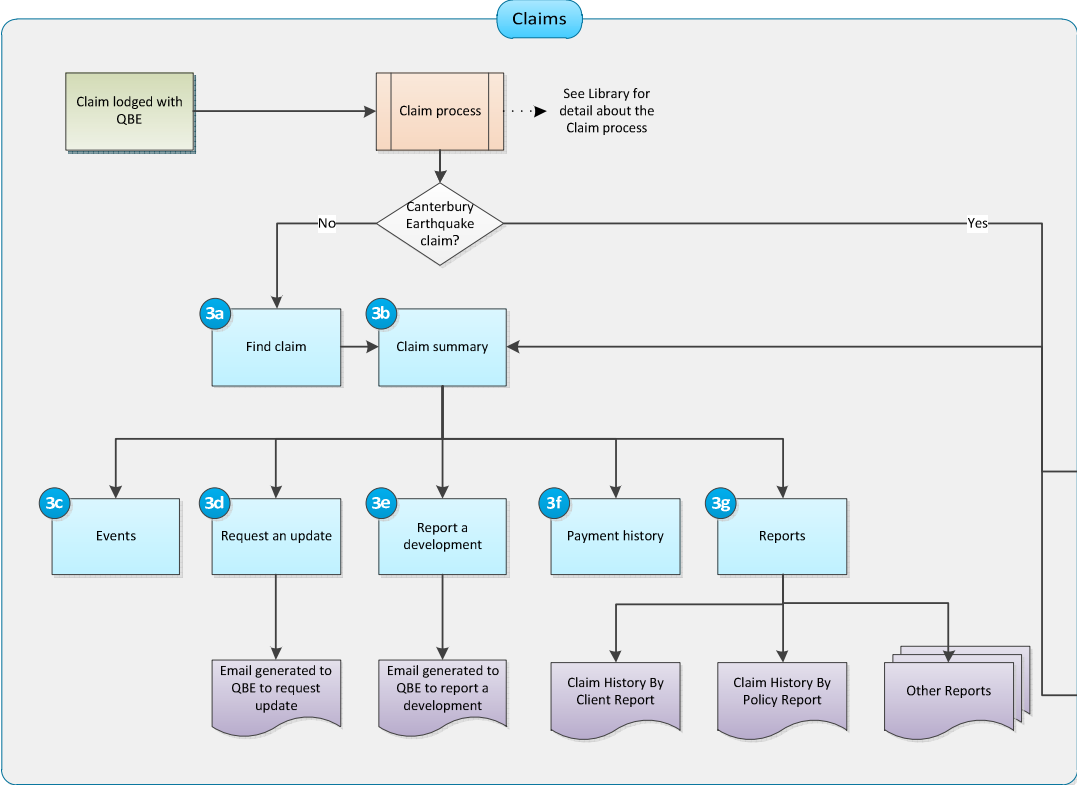 Claims
Claim lodged with
QBE
Claim process
See Library for
detail about the
Claim process
Canterbury
Earthquake
claim?
No
Yes
3a
Find claim
3b
Claim summary
3c
Events
3d
Request an update
3e
Report a
development
3f
Payment history
3g
Reports
Email generated to
QBE to request
update
Email generated to
QBE to report a
development
Claim History By
Client Report
Claim History By
Policy Report
Other Reports